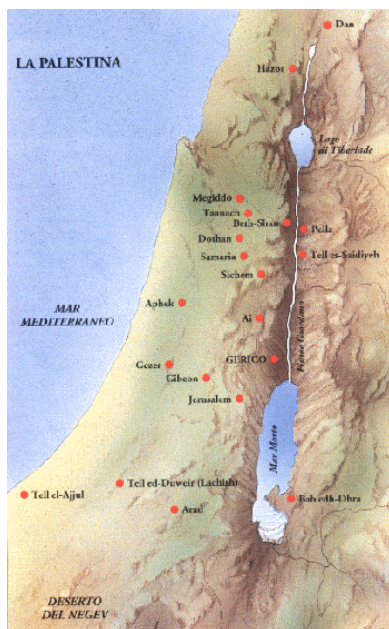 Dan
LA PALESTINA
Hazor
Lago
di Tiberiade
Megiddo
Taanach
Beth-Shan
Pella
Dothan
Samaria
Tell es-Saidiyeh
Sichem
Aphek
MAR
MEDITERRANEO
Ai
Fiume Giordano
GERICO
Gezer
Gibeon
Jerusalem
Mar Morto
Tell ed-Duweir (Lachish)
Tell el-Ajjul
Arad
Bab edh-Dhra
DESERTO
DEL NEGEV